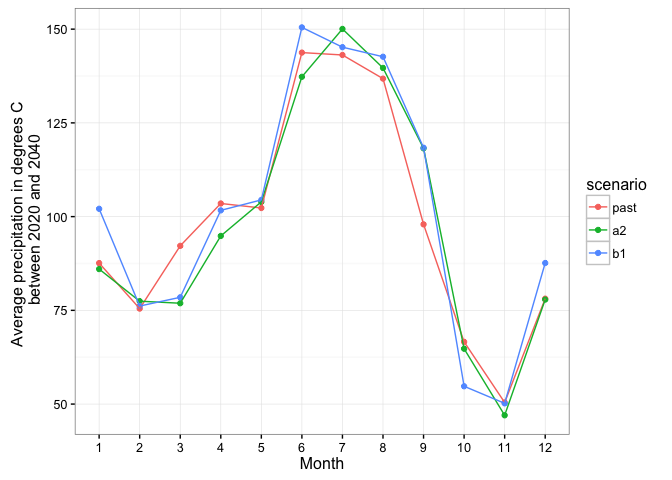 150
125
100
75
50
Average precipitation in degrees C
between 2020 and 2040
1 2 3 4 5 6 7 8 9 10 11 12
Month
scenario
past
a2
b1